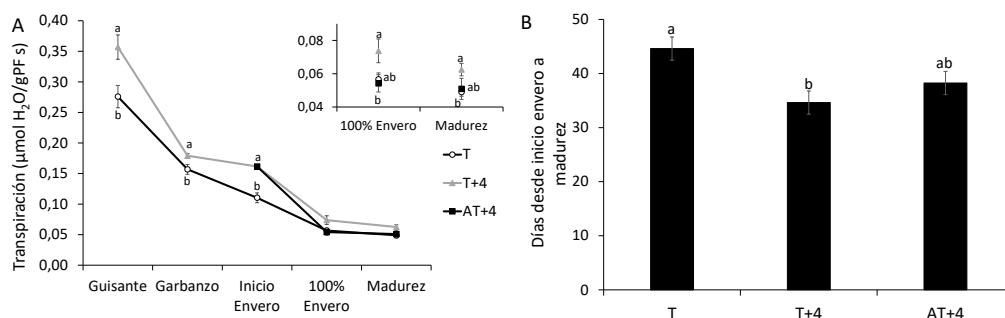 A
Transpiración (µmol H2O/gPF s)
0,40
0,35
0,30
0,25
0,20
0,15
0,10
0,05
0,00
a
b
a
b
a
b
Guisante
Garbanzo
Inicio Envero
100% Envero
Madurez
0,08
0,06
0,04
a
ab
b
a
ab
b
100% Envero
Madurez
T
T+4
AT+4
B
Días desde inicio envero a madurez
50
40
30
20
10
0
a
b
ab
T
T+4
AT+4